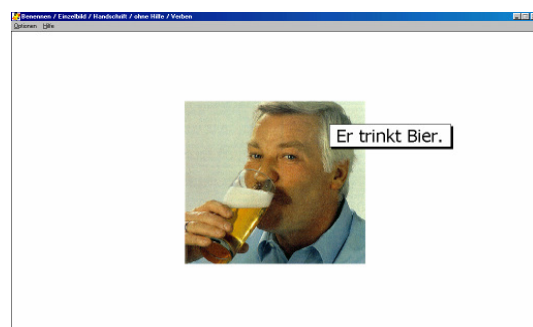 Benennen / Einzelbild / Handschrift / ohne Hilfe / Verben
Optionen Hilfe
Er trinkt Bier.